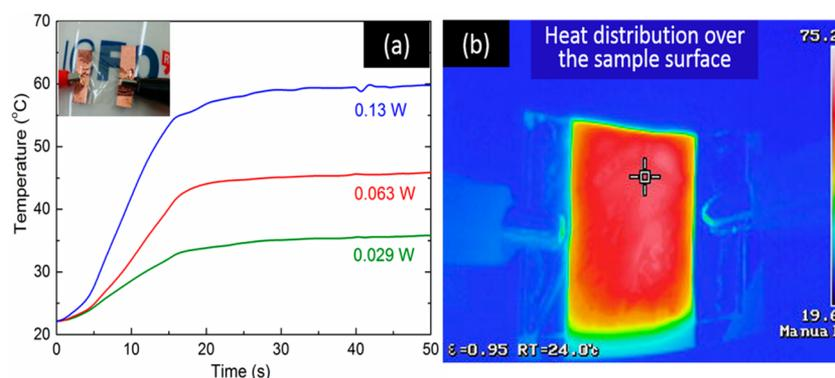 70
60
50
40
30
20
Temperature (°C)
(a)
0.13 W
0.063 W
0.029 W
0
10
20
30
40
50
Time (s)
(b)
Heat distribution over
the sample surface
75.2
19.6
Manua
ε=0.95 RT=24.0℃